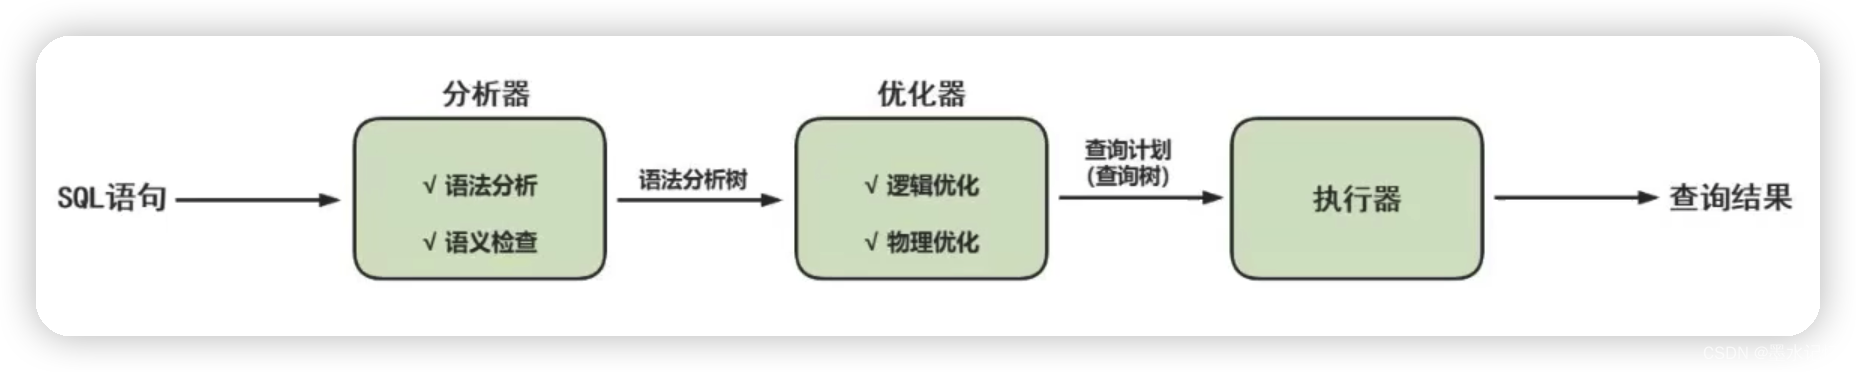 分析器
优化器
SQL语句
√ 语法分析
√ 语义检查
语法分析树
√ 逻辑优化
√ 物理优化
查询计划
(查询树)
执行器
查询结果
CSDN